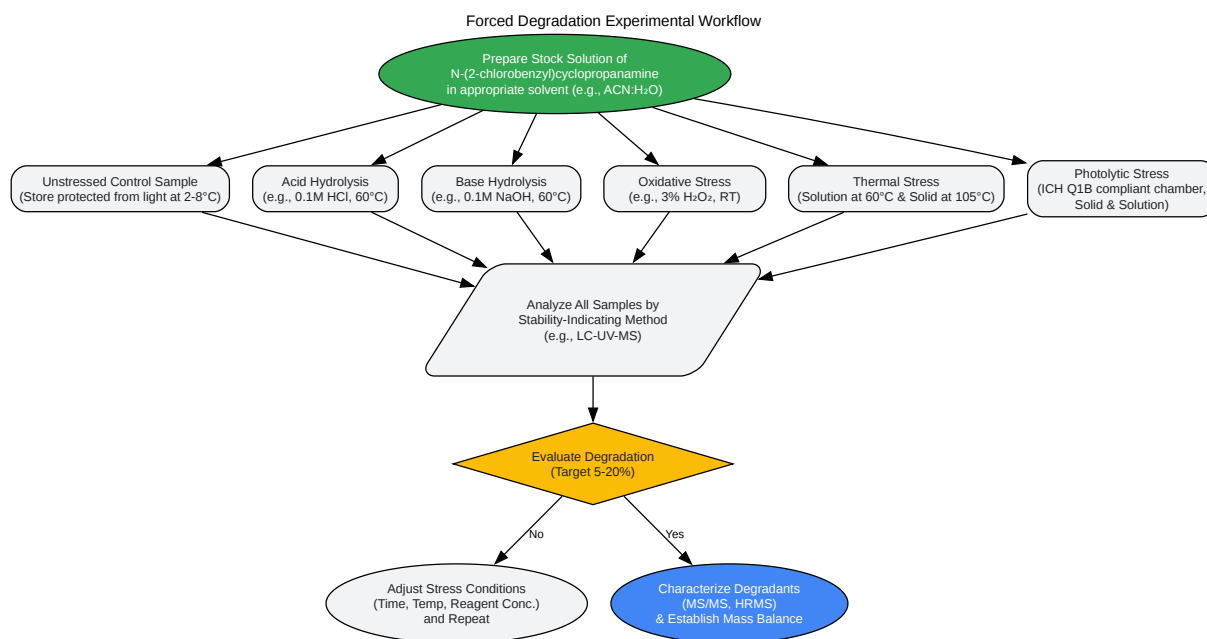 Forced Degradation Experimental Workflow
Prepare Stock Solution of
N-(2-chlorobenzyl)cyclopropanamine
in appropriate solvent (e.g., ACN:H₂O)
Unstressed Control Sample
(Store protected from light at 2-8°C)
Acid Hydrolysis
(e.g., 0.1M HCl, 60°C)
Base Hydrolysis
(e.g., 0.1M NaOH, 60°C)
Oxidative Stress
(e.g., 3% H₂O₂, RT)
Thermal Stress
(Solution at 60°C & Solid at 105°C)
Photolytic Stress
(ICH Q1B compliant chamber,
Solid & Solution)
Analyze All Samples by
Stability-Indicating Method
(e.g., LC-UV-MS)
Evaluate Degradation
(Target 5-20%)
No
Yes
Adjust Stress Conditions
(Time, Temp, Reagent Conc.)
and Repeat
Characterize Degradants
(MS/MS, HRMS)
& Establish Mass Balance